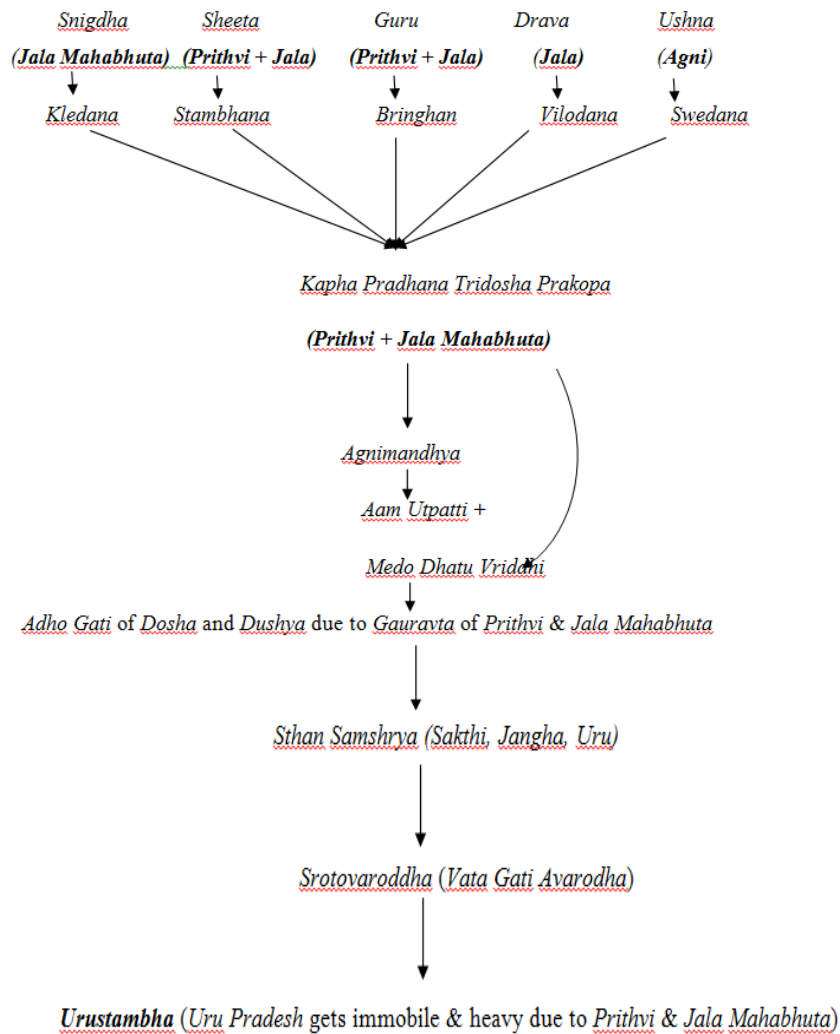 Snigdha Sheeta Guru Drava Ushna
(Jala Mahabhuta) (Prithvi + Jala) (Prithvi + Jala) (Jala) (Agni)
Kledana Stambhana Bringhan Vilodana Swedana
Kapha Pradhana Tridosha Prakopa
(Prithvi + Jala Mahabhuta)
Agnimandhya
Aam Utpatti +
Medo Dhatu Vriddhi
Adho Gati of Dosha and Dushya due to Gauravta of Prithvi & Jala Mahabhuta
Sthan Samshrya (Sakthi, Jangha, Uru)
Srotovaroddha (Vata Gati Avarodha)
Urustambha (Uru Pradesh gets immobile & heavy due to Prithvi & Jala Mahabhuta)